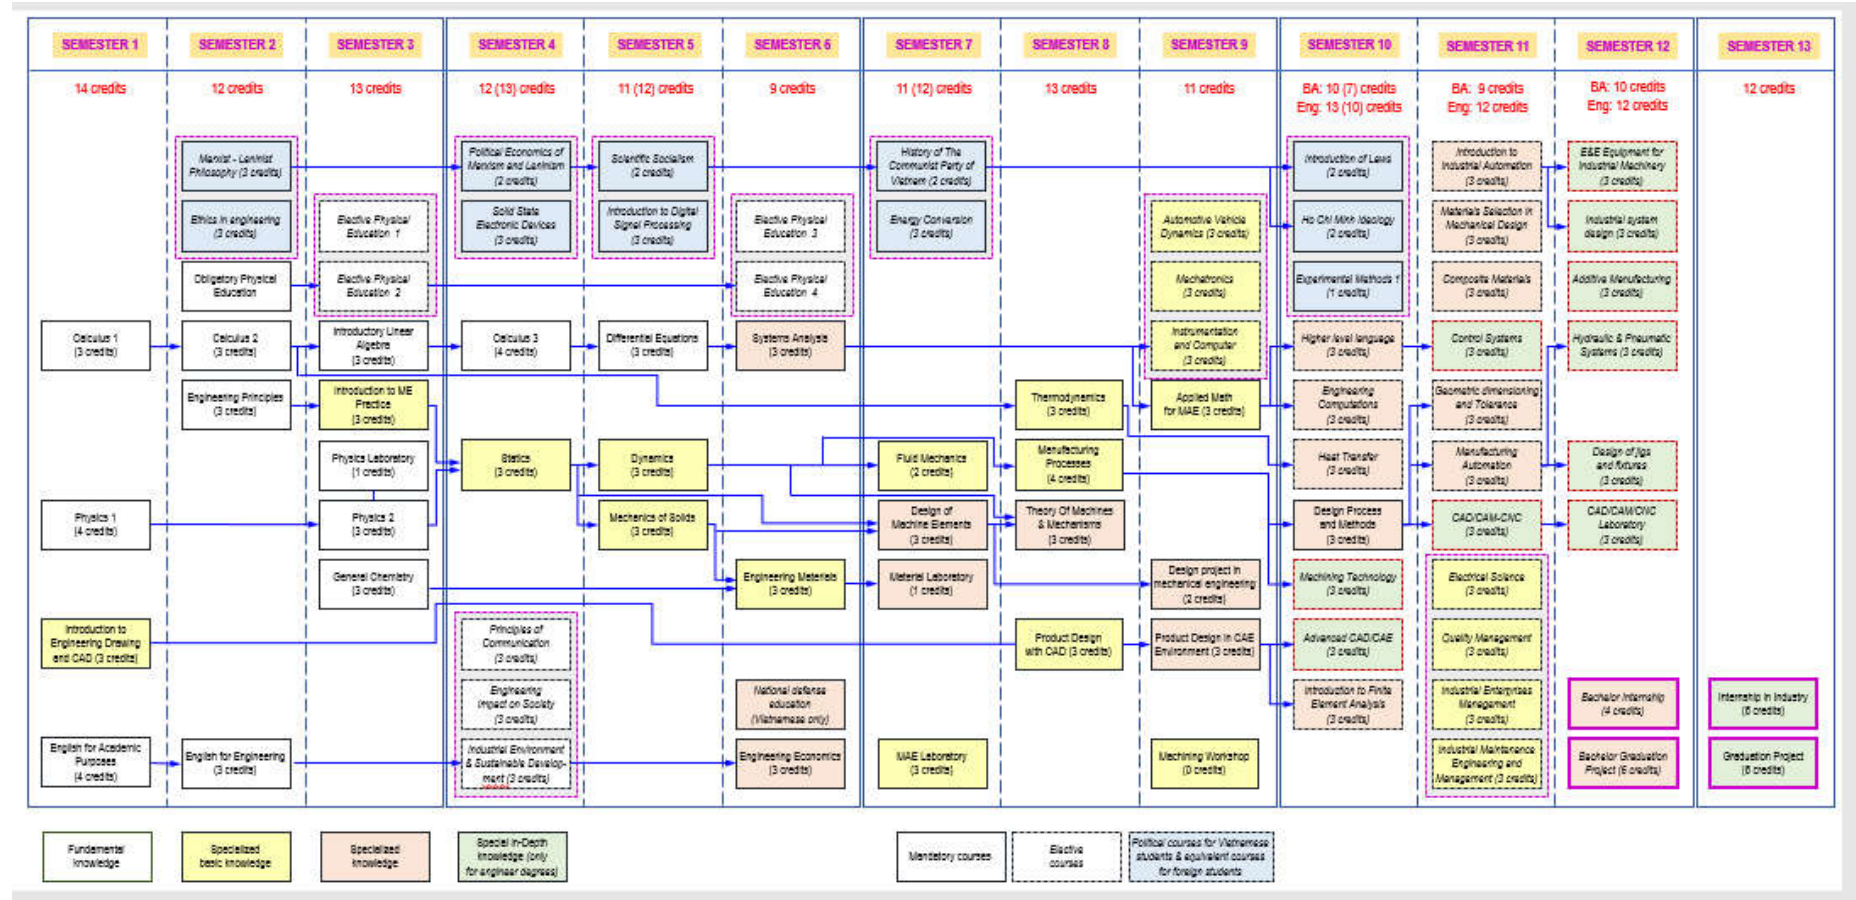 SEMESTER 1
SEMESTER 2
SEMESTER 3
SEMESTER 4
SEMESTER 5
SEMESTER 6
SEMESTER 7
SEMESTER 8
SEMESTER 9
SEMESTER 10
SEMESTER 11
SEMESTER 12
SEMESTER 13
14 credits
12 credits
13 credits
12 (13) credits
11 (12) credits
9 credits
11 (12) credits
13 credits
11 credits
BA: 10 (7) credits
Eng: 13 (10) credits
BA: 9 credits
Eng: 12 credits
BA: 10 credits
Eng: 12 credits
12 credits
Marxist - Leninist
Philosophy (3 credits)
Political Economics of
Marxism and Leninism
(2 credits)
Scientific Socialism
(2 credits)
History of The
Communist Party of
Vietnam (2 credits)
Introduction of Laws
(2 credits)
Introduction to
Industrial Automation
(3 credits)
E&E Equipment for
Industrial Machinery
(3 credits)
Ethics in engineering
(3 credits)
Elective Physical
Education 1
Solid State
Electronic Devices
(3 credits)
Introduction to Digital
Signal Processing
(3 credits)
Elective Physical
Education 3
Energy Conversion
(3 credits)
Automotive Vehicle
Dynamics (3 credits)
Ho Chi Minh Ideology
(2 credits)
Materials Selection in
Mechanical Design
(3 credits)
Industrial system
design (3 credits)
Obligatory Physical
Education
Elective Physical
Education 2
Elective Physical
Education 4
Mechatronics
(3 credits)
Experimental Methods 1
(1 credits)
Composite Materials
(3 credits)
Additive Manufacturing
(3 credits)
Calculus 1
(3 credits)
Calculus 2
(3 credits)
Introductory Linear
Algebra
(3 credits)
Calculus 3
(4 credits)
Differential Equations
(3 credits)
Systems Analysis
(3 credits)
Instrumentation
and Computer
(3 credits)
Higher level language
(3 credits)
Control Systems
(3 credits)
Hydraulic & Pneumatic
Systems (3 credits)
Engineering Principles
(3 credits)
Introduction to ME
Practice
(3 credits)
Thermodynamics
(3 credits)
Applied Math
for MAE (3 credits)
Engineering
Computations
(3 credits)
Geometric dimensioning
and Tolerance
(3 credits)
Physics Laboratory
(1 credits)
Statics
(3 credits)
Dynamics
(3 credits)
Fluid Mechanics
(2 credits)
Manufacturing
Processes
(4 credits)
Heat Transfer
(3 credits)
Manufacturing
Automation
(3 credits)
Design of jigs
and fixtures
(3 credits)
Physics 1
(4 credits)
Physics 2
(3 credits)
Mechanics of Solids
(3 credits)
Design of
Machine Elements
(3 credits)
Theory Of Machines
& Mechanisms
(3 credits)
Design Process
and Methods
(3 credits)
CAD/CAM-CNC
(3 credits)
CAD/CAM/CNC
Laboratory
(3 credits)
General Chemistry
(3 credits)
Engineering Materials
(3 credits)
Material Laboratory
(1 credits)
Design project in
mechanical engineering
(2 credits)
Machining Technology
(3 credits)
Electrical Science
(3 credits)
Introduction to
Engineering Drawing
and CAD (3 credits)
Principles of
Communication
(3 credits)
Product Design
with CAD (3 credits)
Product Design in CAE
Environment (3 credits)
Advanced CAD/CAE
(3 credits)
Quality Management
(3 credits)
Engineering
Impact on Society
(3 credits)
National defense
education
(Vietnamese only)
Introduction to Finite
Element Analysis
(3 credits)
Industrial Enterprises
Management
(3 credits)
Bachelor Internship
(4 credits)
Internship in Industry
(6 credits)
English for Academic
Purposes
(4 credits)
English for Engineering
(3 credits)
Industrial Environment
& Sustainable Develop-
ment (3 credits)
Engineering Economics
(3 credits)
MAE Laboratory
(3 credits)
Machining Workshop
(0 credits)
Industrial Maintenance
Engineering and
Management (3 credits)
Bachelor Graduation
Project (6 credits)
Graduation Project
(6 credits)
Fundamental
knowledge
Specialized
basic knowledge
Specialized
knowledge
Special In-Depth
knowledge (only
for engineer degrees)
Mandatory courses
Elective
courses
Political courses for Vietnamese
students & equivalent courses
for foreign students